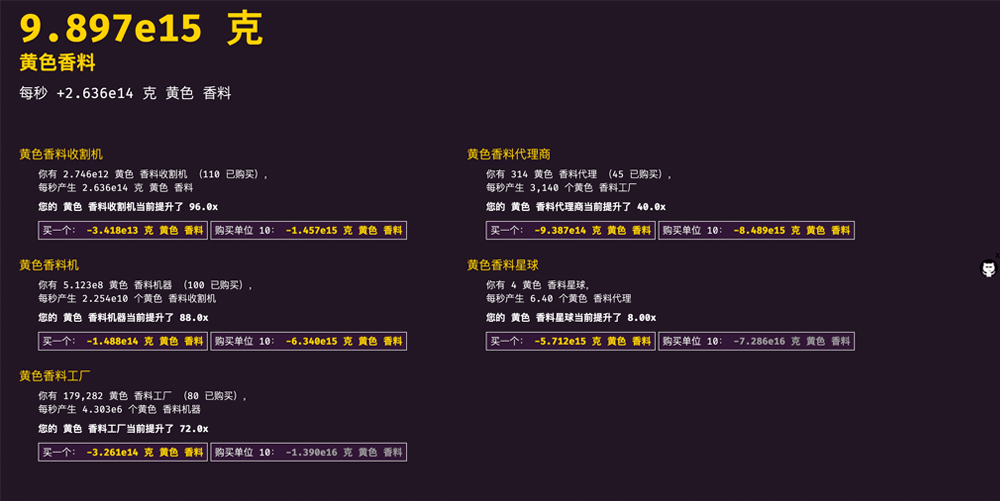 9.897e15 克
黄色香料
每秒 +2.636e14 克 黄色 香料
黄色香料收割机
你有 2.746e12 黄色 香料收割机 （110 已购买），
每秒产生 2.636e14 克 黄色 香料
您的 黄色 香料收割机当前提升了 96.0x
买一个： -3.418e13 克 黄色 香料
购买单位 10： -1.457e15 克 黄色 香料
黄色香料机
你有 5.123e8 黄色 香料机器 （100 已购买），
每秒产生 2.254e10 个黄色 香料收割机
您的 黄色 香料机器当前提升了 88.0x
买一个： -1.488e14 克 黄色 香料
购买单位 10： -6.340e15 克 黄色 香料
黄色香料工厂
你有 179,282 黄色 香料工厂 （80 已购买），
每秒产生 4.303e6 个黄色 香料机器
您的 黄色 香料工厂当前提升了 72.0x
买一个： -3.261e14 克 黄色 香料
购买单位 10： -1.390e16 克 黄色 香料
黄色香料代理商
你有 314 黄色 香料代理 （45 已购买），
每秒产生 3,140 个黄色 香料工厂
您的 黄色 香料代理商当前提升了 40.0x
买一个： -9.387e14 克 黄色 香料
购买单位 10： -8.489e15 克 黄色 香料
黄色香料星球
你有 4 黄色 香料星球，
每秒产生 6.40 个黄色 香料代理
您的 黄色 香料星球当前提升了 8.00x
买一个： -5.712e15 克 黄色 香料
购买单位 10： -7.286e16 克 黄色 香料